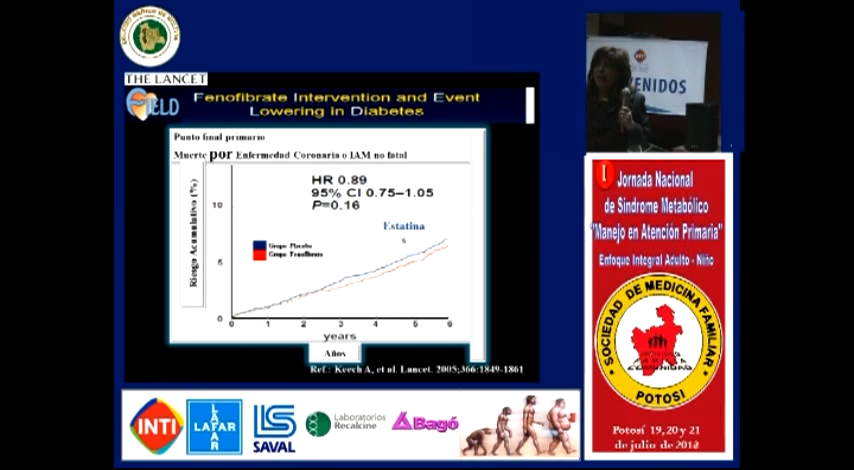 THE LANCET
FIELD
Fenofibrate Intervention and Event
Lowering in Diabetes
Punto final primario
Muerte por Enfermedad Coronaria o IAM no fatal
Riesgo Acumulativo (%)
HR 0.89
95% CI 0.75–1.05
P=0.16
Estatina
s
Grupo Placebo
Grupo Fenofibrato
10
5
0
0 1 2 3 4 5 6
years
Años
Ref.: Keech A, et al. Lancet. 2005;366:1849-1861
INTI
VENIDOS
I Jornada Nacional
de Síndrome Metabólico
"Manejo en Atención Primaria"
Enfoque Integral Adulto - Niño
SOCIEDAD DE MEDICINA FAMILIAR
POTOSI
Potosí 19, 20 y 21
de julio de 2012
INTI
LAFAR
LAFAR
LS
SAVAL
Laboratorios
Recalcine
Bagó